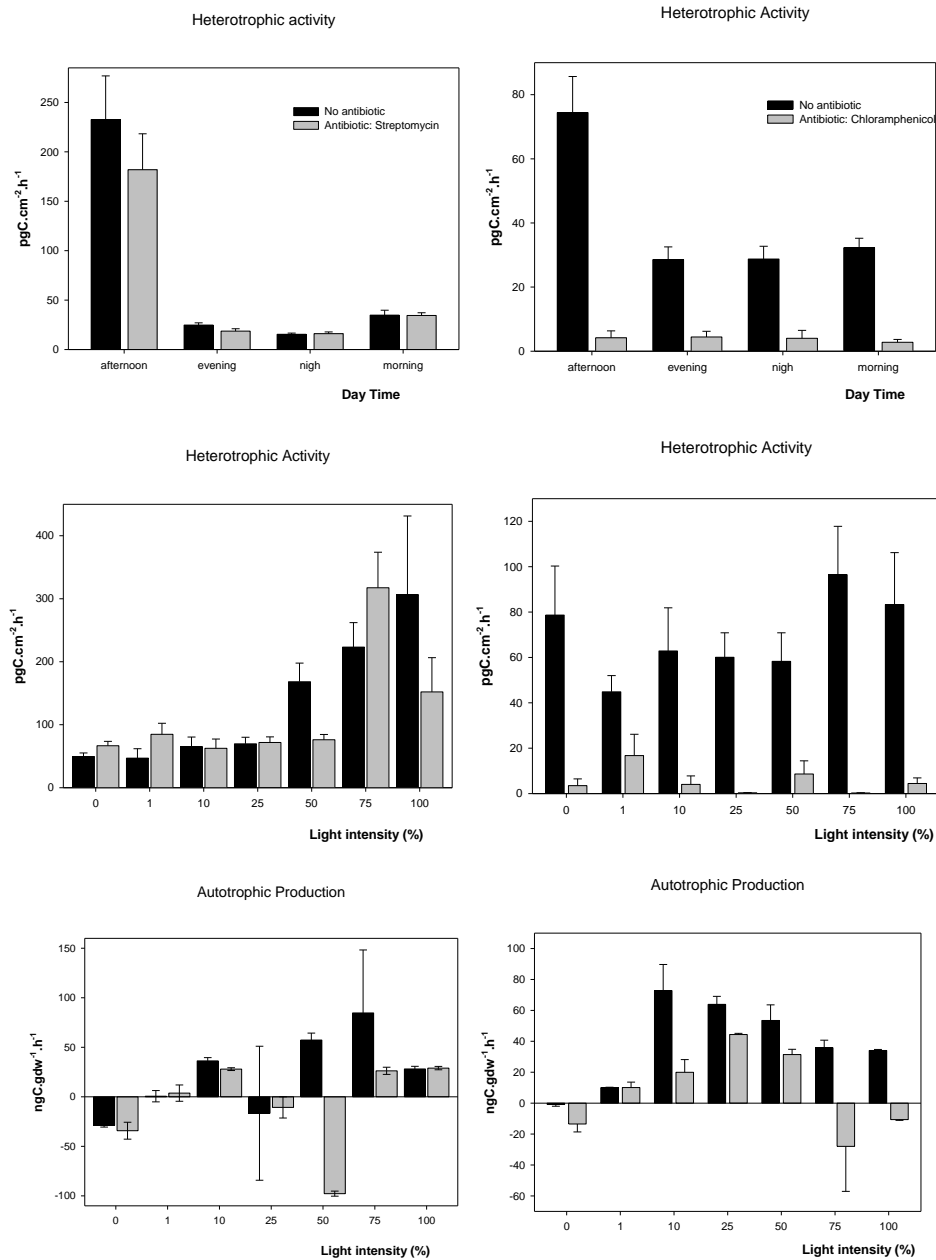 Heterotrophic activity
250
200
150
100
50
0
pgC.cm⁻².h⁻¹
No antibiotic
Antibiotic: Streptomycin
afternoon evening nigh morning
Day Time
Heterotrophic Activity
80
60
40
20
0
pgC.cm⁻².h⁻¹
No antibiotic
Antibiotic: Chloramphenicol
afternoon evening nigh morning
Day Time
Heterotrophic Activity
400
300
200
100
0
pgC.cm⁻².h⁻¹
0 1 10 25 50 75 100
Light intensity (%)
Heterotrophic Activity
120
100
80
60
40
20
0
pgC.cm⁻².h⁻¹
0 1 10 25 50 75 100
Light intensity (%)
Autotrophic Production
150
100
50
0
-50
-100
ngC.gdw⁻¹.h⁻¹
0 1 10 25 50 75 100
Light intensity (%)
Autotrophic Production
100
80
60
40
20
0
-20
-40
-60
ngC.gdw⁻¹.h⁻¹
0 1 10 25 50 75 100
Light intensity (%)